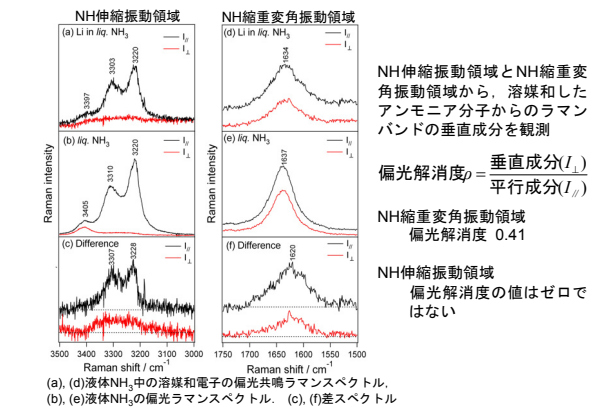 NH伸縮振動領域
NH伸縮重変角振動領域
(a) Li in liq. NH3
I//
I⊥
3397
3303
3220
(d) Li in liq. NH3
I//
I⊥
1634
(b) liq. NH3
I//
I⊥
3405
3310
3220
(e) liq. NH3
I//
I⊥
1637
(c) Difference
I//
I⊥
3307
3228
(f) Difference
I//
I⊥
1620
Raman intensity
Raman intensity
3500 3400 3300 3200 3100 3000
1750 1700 1650 1600 1550 1500
Raman shift / cm-1
Raman shift / cm-1
(a), (d)液体NH3中の溶媒和電子の偏光共鳴ラマンスペクトル,
(b), (e)液体NH3の偏光ラマンスペクトル. (c), (f)差スペクトル
NH伸縮振動領域とNH縮重変
角振動領域から，溶媒和した
アンモニア分子からのラマン
バンドの垂直成分を観測
偏光解消度ρ = 垂直成分(I⊥)
平行成分(I//)
NH縮重変角振動領域
偏光解消度 0.41
NH伸縮振動領域
偏光解消度の値はゼロで
はない